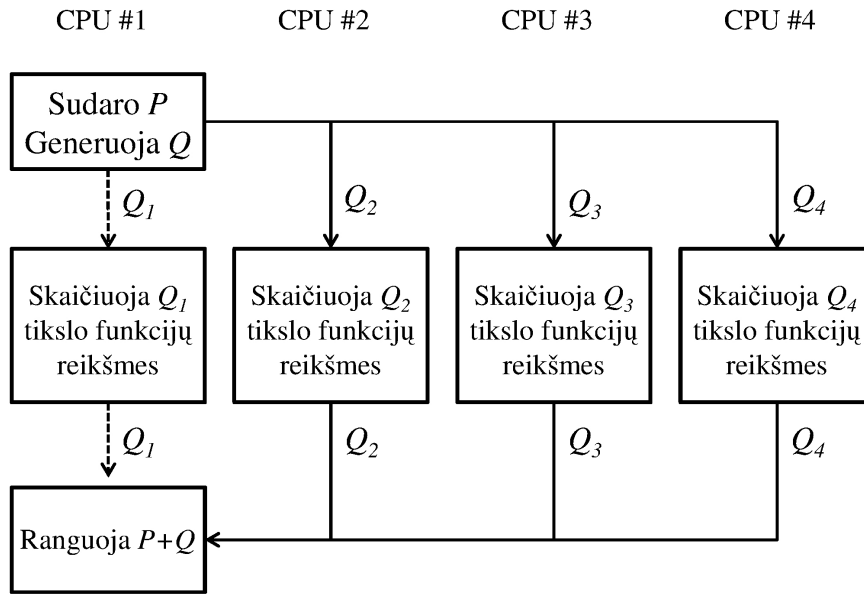 CPU #1
CPU #2
CPU #3
CPU #4
Sudaro P
Generuoja Q
Q1
Q2
Q3
Q4
Skaičiuoja Q1
tikslo funkcijų
reikšmes
Skaičiuoja Q2
tikslo funkcijų
reikšmes
Skaičiuoja Q3
tikslo funkcijų
reikšmes
Skaičiuoja Q4
tikslo funkcijų
reikšmes
Q1
Q2
Q3
Q4
Ranguoja P+Q